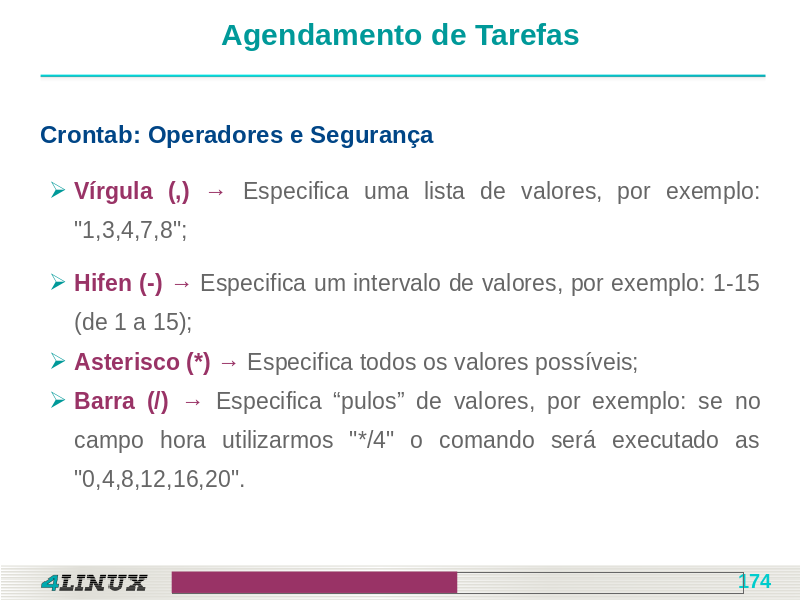 Agendamento de Tarefas
Crontab: Operadores e Segurança
➢ Vírgula (,) → Especifica uma lista de valores, por exemplo:
"1,3,4,7,8";
➢ Hifen (-) → Especifica um intervalo de valores, por exemplo: 1-15
(de 1 a 15);
➢ Asterisco (*) → Especifica todos os valores possíveis;
➢ Barra (/) → Especifica “pulos” de valores, por exemplo: se no
campo hora utilizarmos "*/4" o comando será executado as
"0,4,8,12,16,20".
4LINUX
174